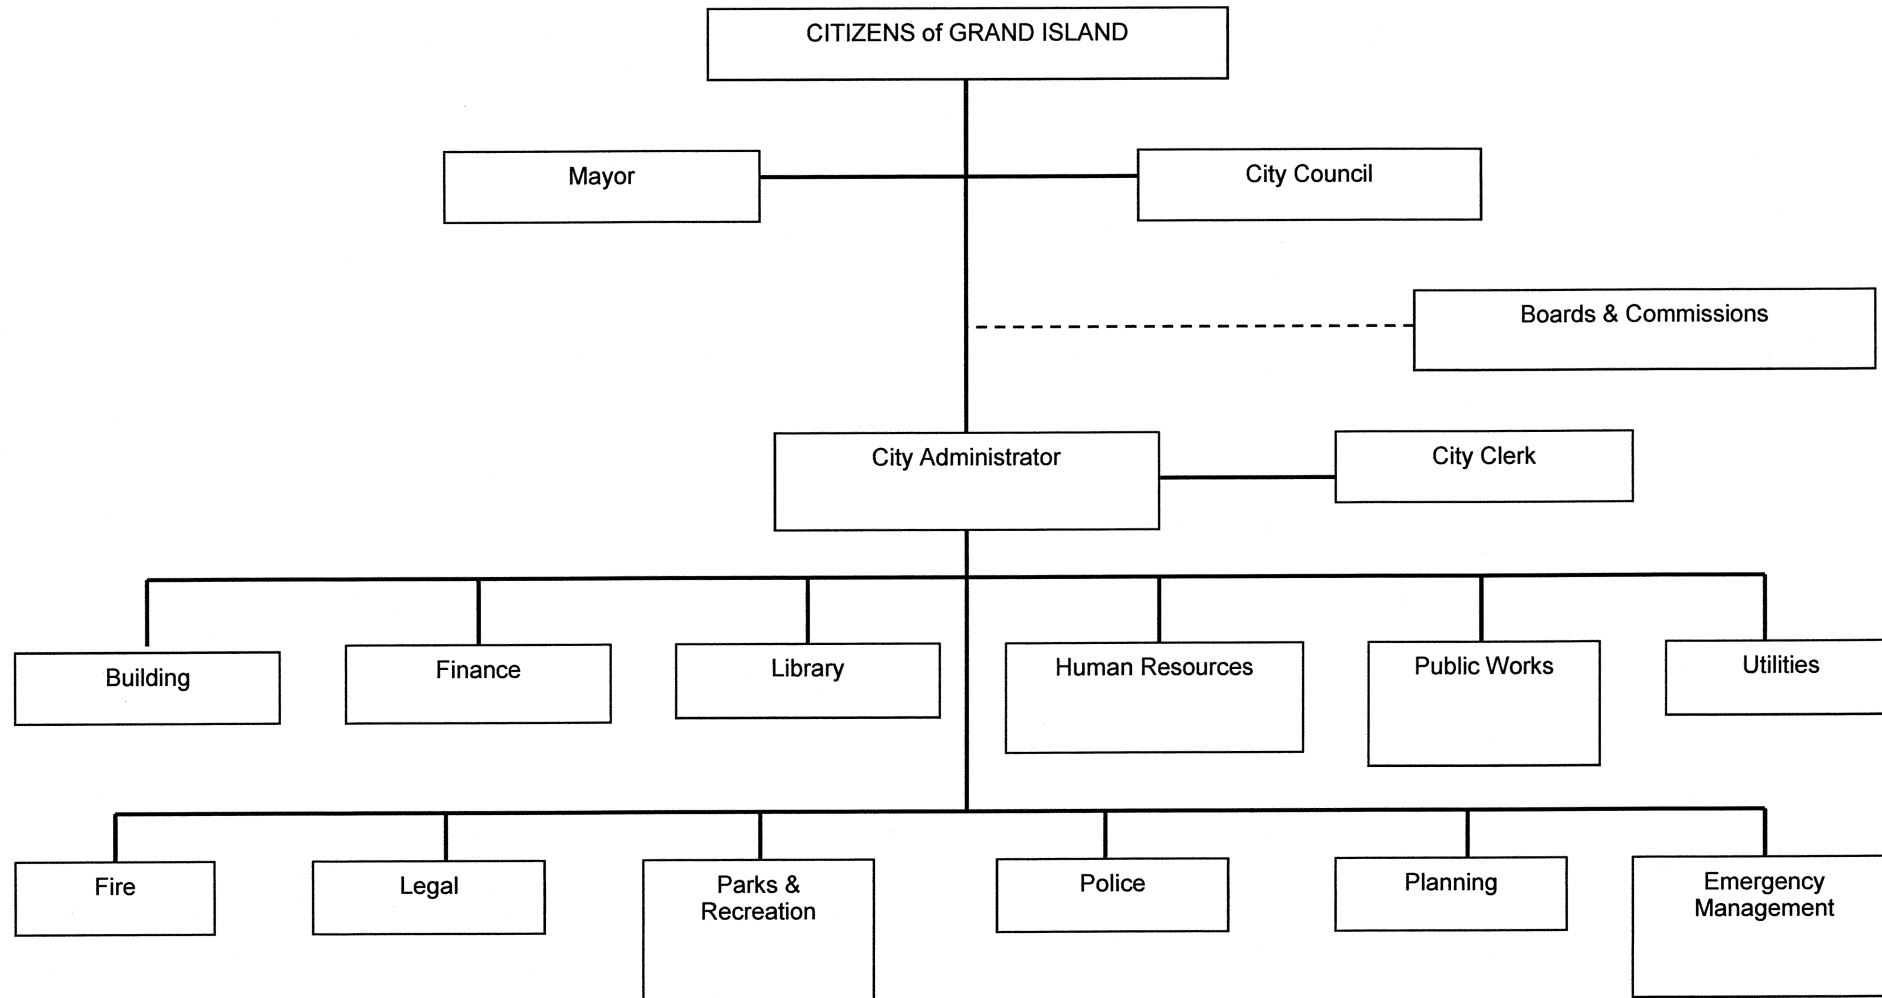 CITIZENS of GRAND ISLAND
Mayor
City Council
Boards & Commissions
City Administrator
City Clerk
Building
Finance
Library
Human Resources
Public Works
Utilities
Fire
Legal
Parks &
Recreation
Police
Planning
Emergency
Management